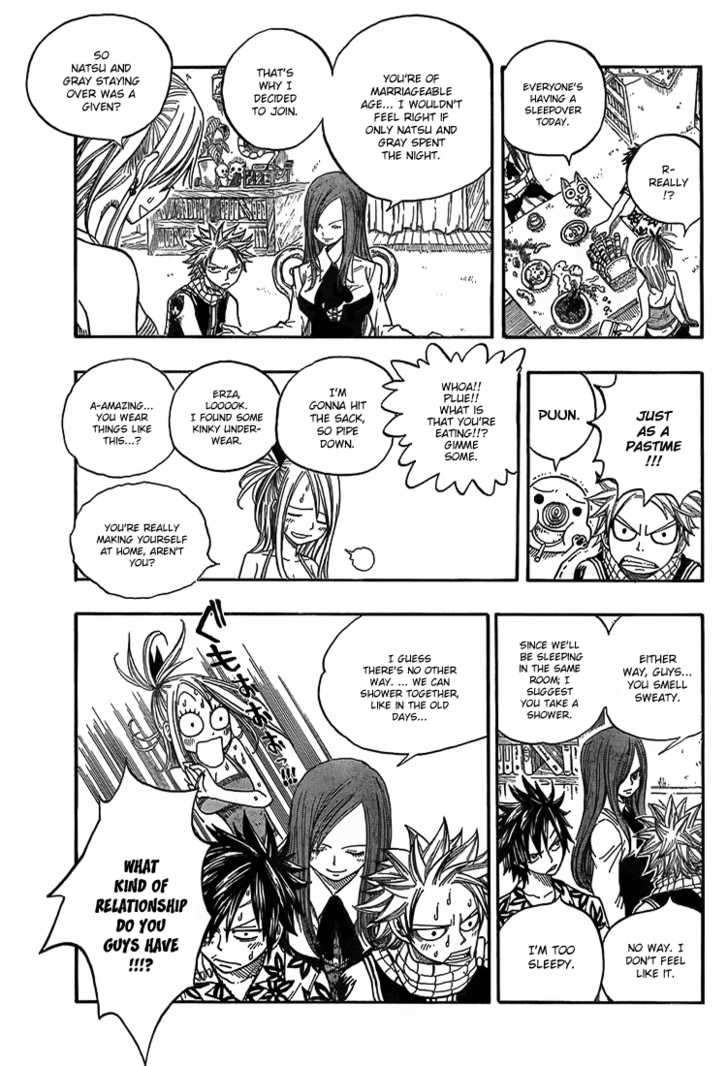 EVERYONE'S
HAVING A
SLEEPOVER
TODAY.
R-
REALLY
!?
YOU'RE OF
MARRIAGEABLE
AGE... I WOULDN'T
FEEL RIGHT IF
ONLY NATSU AND
GRAY SPENT
THE NIGHT.
THAT'S
WHY I
DECIDED
TO JOIN.
SO
NATSU AND
GRAY STAYING
OVER WAS A
GIVEN?
JUST
AS A
PASTIME
!!!
PUUN.
WHOA!!
PLUE!!
WHAT IS
THAT YOU'RE
EATING!!?
GIMME
SOME.
I'M
GONNA HIT
THE SACK,
SO PIPE
DOWN.
ERZA,
LOOOOK.
I FOUND SOME
KINKY UNDER-
WEAR.
A-AMAZING...
YOU WEAR
THINGS LIKE
THIS...?
YOU'RE REALLY
MAKING YOURSELF
AT HOME, AREN'T
YOU?
EITHER
WAY, GUYS...
YOU SMELL
SWEATY.
SINCE WE'LL
BE SLEEPING
IN THE SAME
ROOM; I
SUGGEST
YOU TAKE A
SHOWER.
NO WAY. I
DON'T FEEL
LIKE IT.
I'M TOO
SLEEPY.
I GUESS
THERE'S NO OTHER
WAY. ... WE CAN
SHOWER TOGETHER,
LIKE IN THE OLD
DAYS...
ぐもおおおお!!!
WHAT
KIND OF
RELATIONSHIP
DO YOU
GUYS HAVE
!!!?